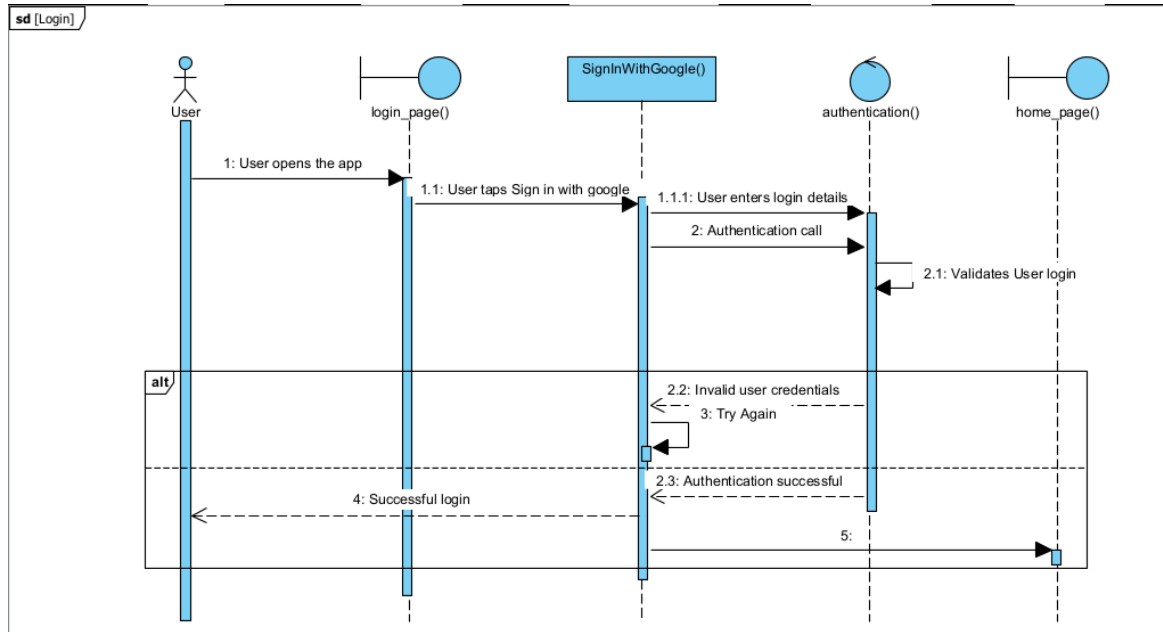 sd [Login]
SignInWithGoogle()
User
login_page()
authentication()
home_page()
1: User opens the app
1.1: User taps Sign in with google
1.1.1: User enters login details
2: Authentication call
2.1: Validates User login
alt
2.2: Invalid user credentials
3: Try Again
2.3: Authentication successful
4: Successful login
5: